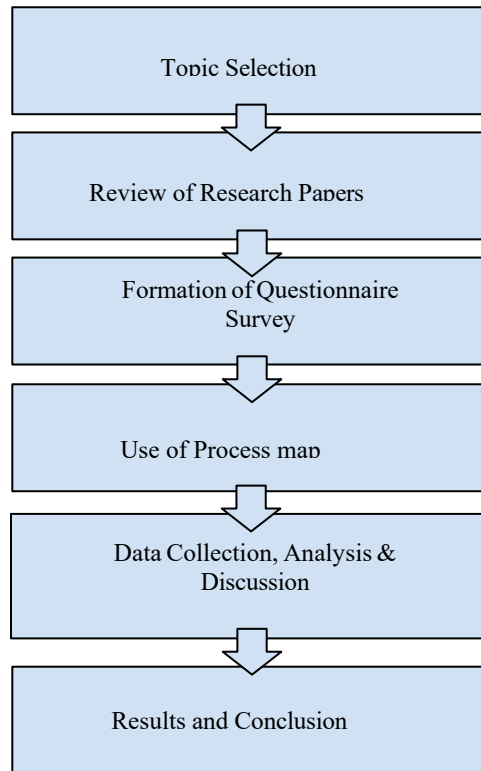 Topic Selection
Review of Research Papers
Formation of Questionnaire
Survey
Use of Process map
Data Collection, Analysis &
Discussion
Results and Conclusion